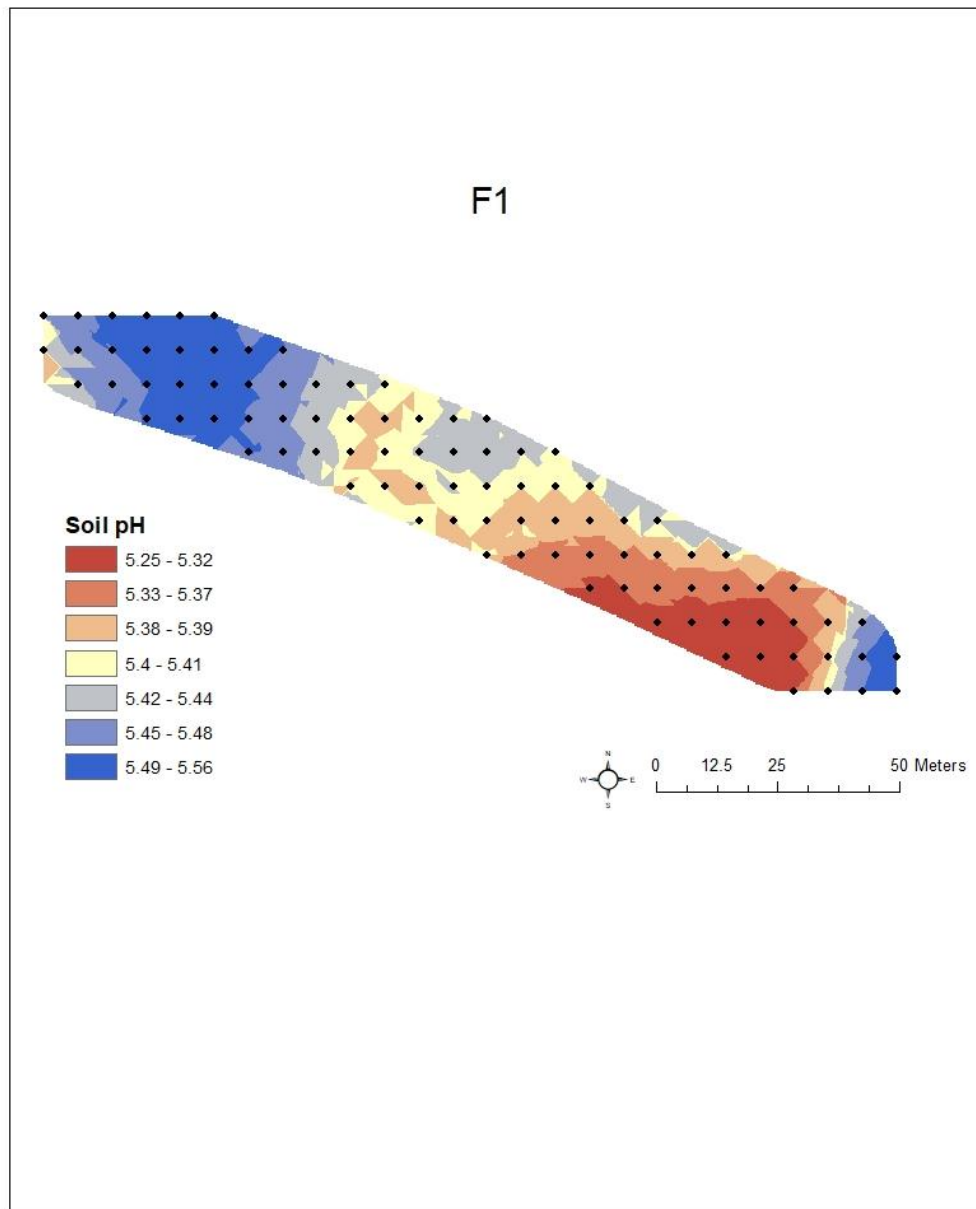 F1
Soil pH
5.25 - 5.32
5.33 - 5.37
5.38 - 5.39
5.4 - 5.41
5.42 - 5.44
5.45 - 5.48
5.49 - 5.56
N
W E
S
0 12.5 25 50 Meters